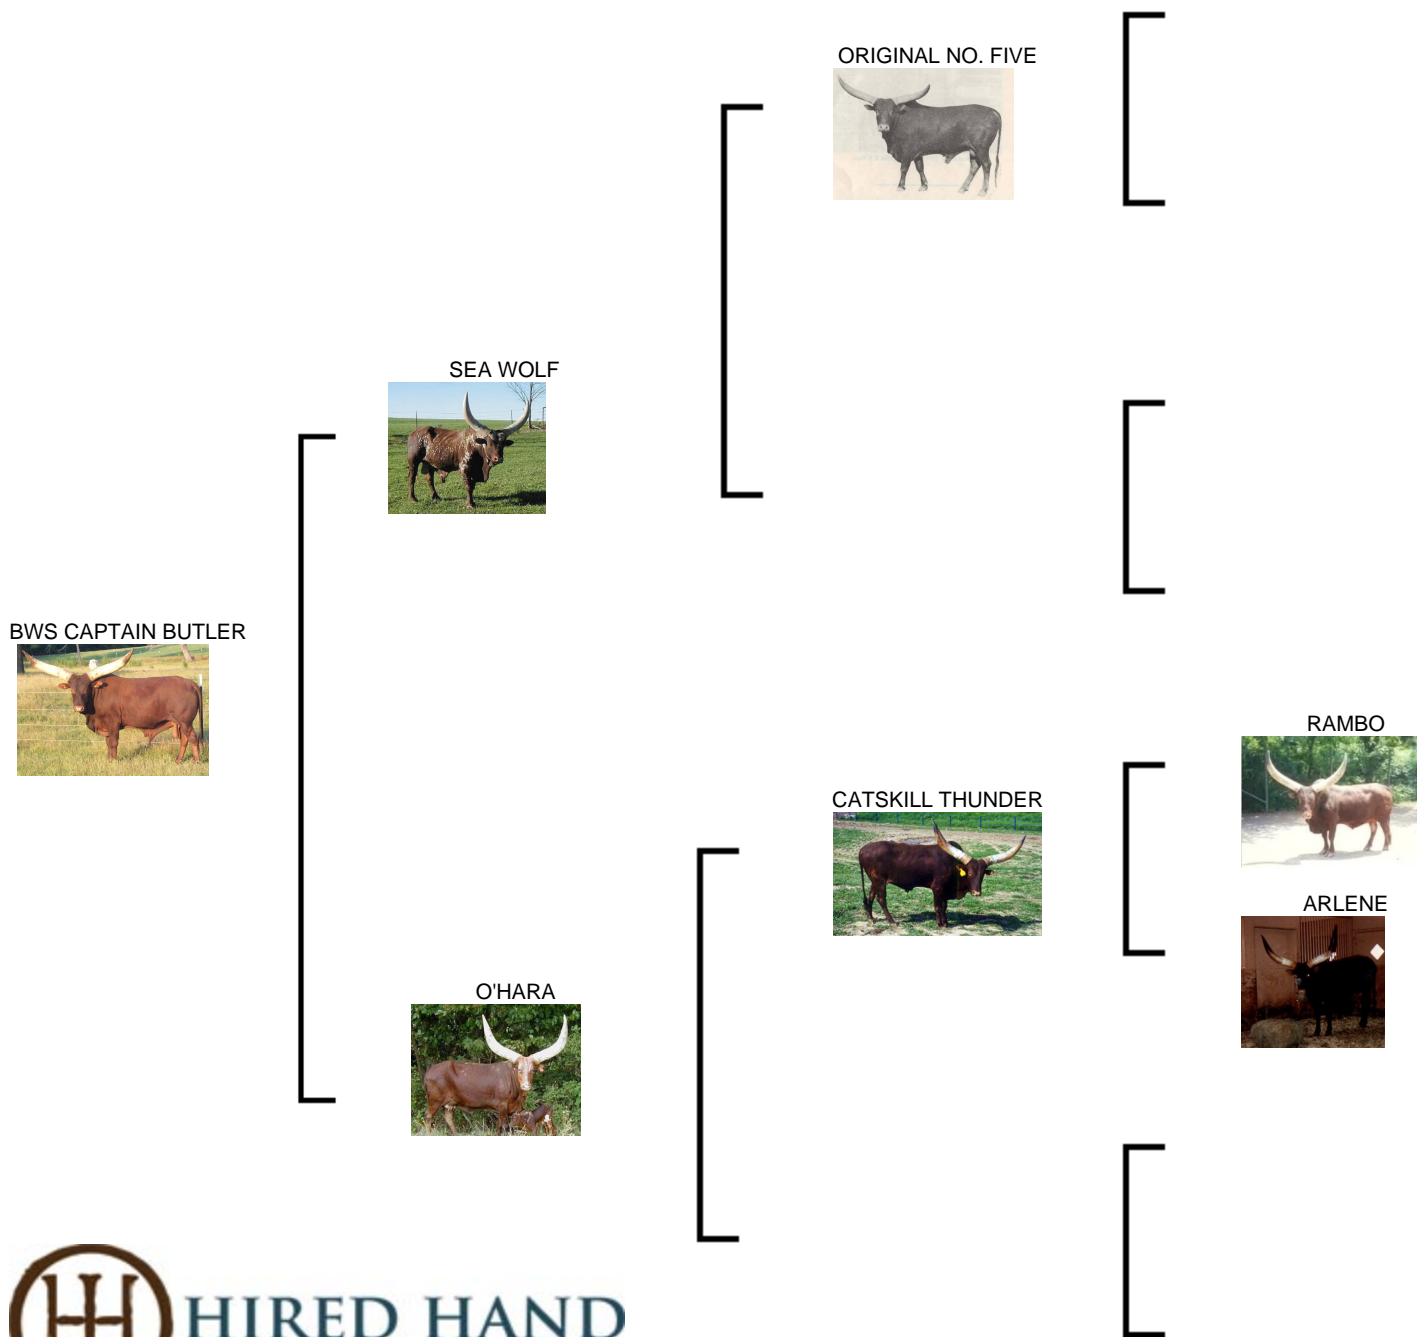 ORIGINAL NO. FIVE
SEA WOLF
BWS CAPTAIN BUTLER
RAMBO
CATSKILL THUNDER
ARLENE
O'HARA
HIRED HAND